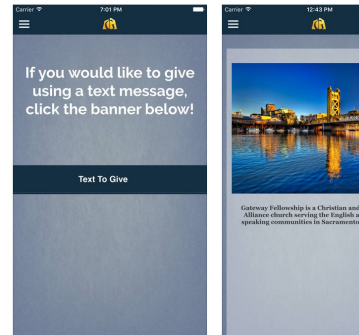 Carrier 7:01 PM
If you would like to give
using a text message,
click the banner below!
Text To Give
Carrier 12:43 PM
Gateway Fellowship is a Christian and
Alliance church serving the English a
speaking communities in Sacramento